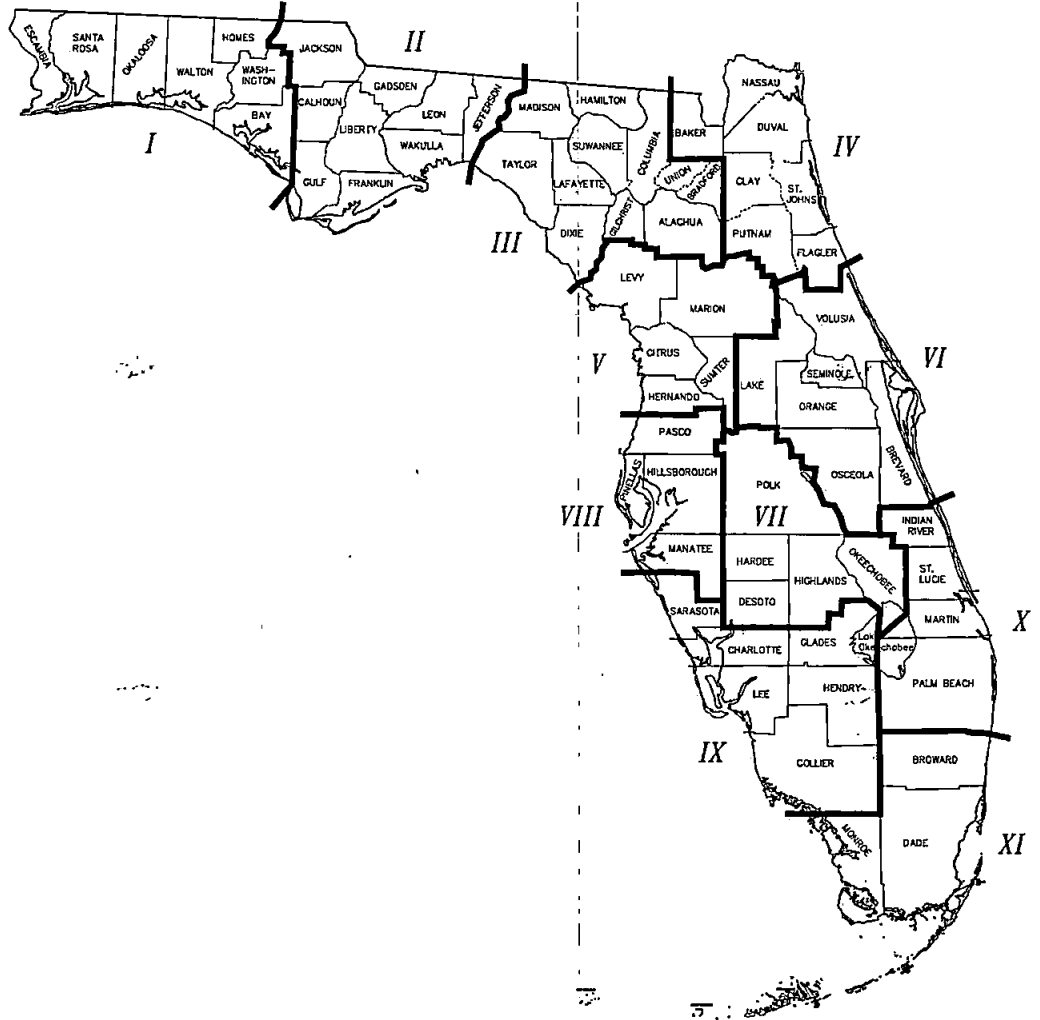 ESCAMBIA
SANTA
ROSA
OKALOOSA
WALTON
HOMES
WASH-
INGTON
BAY
I
JACKSON
II
CALHOUN
GADSDEN
LIBERTY
LEON
WAKULLA
JEFFERSON
GULF
FRANKLIN
MADISON
HAMILTON
TAYLOR
SUWANNEE
LAFAYETTE
COLUMBIA
UNION
BRADFORD
DIXIE
GILCHRIST
ALACHUA
III
BAKER
NASSAU
DUVAL
CLAY
ST.
JOHNS
PUTNAM
FLAGLER
IV
LEVY
MARION
CITRUS
SUMTER
HERNANDO
V
VOLUSIA
LAKE
SEMINOLE
ORANGE
OSCEOLA
BREVARD
VI
PASCO
PINELLAS
HILLSBOROUGH
MANATEE
VIII
POLK
VII
HARDEE
HIGHLANDS
OKEECHOBEE
DESOTO
INDIAN
RIVER
ST.
LUCIE
MARTIN
PALM BEACH
X
SARASOTA
CHARLOTTE
GLADES
Lake
Okeechobee
LEE
HENDRY
COLLIER
IX
BROWARD
DADE
MONROE
XI